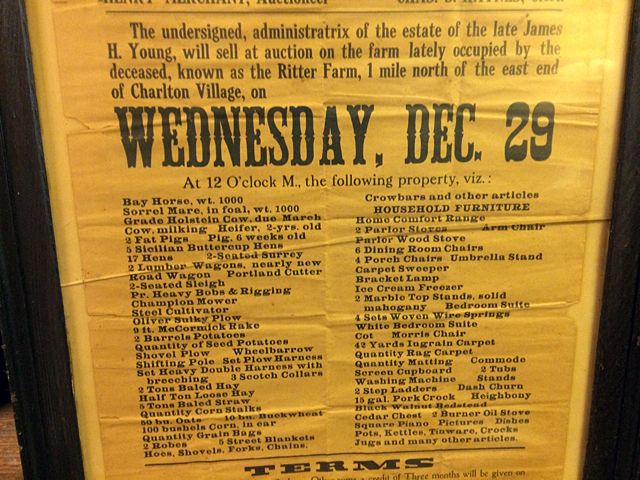 HENRY MERCHANT, Auctioneer CHAS.
The undersigned, administratrix of the estate of the late James
H. Young, will sell at auction on the farm lately occupied by the
deceased, known as the Ritter Farm, 1 mile north of the east end
of Charlton Village, on
WEDNESDAY, DEC. 29
At 12 O'clock M., the following property, viz.:
Bay Horse, wt. 1000
Sorrel Mare, in foal, wt. 1000
Grade Holstein Cow, due March
Cow, milking Heifer, 2-yrs. old
2 Fat Pigs Pig, 6 weeks old
5 Sicilian Buttercup Hens
17 Hens 2-Seated Surrey
2 Lumber Wagons, nearly new
Road Wagon Portland Cutter
2-Seated Sleigh
Pr. Heavy Bobs & Rigging
Champion Mower
Steel Cultivator
Oliver Sulky Plow
9 ft. McCormick Rake
2 Barrels Potatoes
Quantity of Seed Potatoes
Shovel Plow Wheelbarrow
Shifting Pole Set Plow Harness
Set Heavy Double Harness with
breeching 3 Scotch Collars
2 Tons Baled Hay
Half Ton Loose Hay
5 Tons Baled Straw
Quantity Corn Stalks
50 bu. Oats 10 bu. Buckwheat
100 bushels Corn, in ear
Quantity Grain Bags
2 Robes 5 Street Blankets
Hoes, Shovels, Forks, Chains,
Crowbars and other articles
HOUSEHOLD FURNITURE
Home Comfort Range
2 Parlor Stoves Arm Chair
Parlor Wood Stove
6 Dining Room Chairs
4 Porch Chairs Umbrella Stand
Carpet Sweeper
Bracket Lamp
Ice Cream Freezer
2 Marble Top Stands, solid
mahogany Bedroom Suite
4 Sets Woven Wire Springs
White Bedroom Suite
Cot Morris Chair
42 Yards Ingrain Carpet
Quantity Rag Carpet
Quantity Matting Commode
Screen Cupboard 2 Tubs
Washing Machine Stands
2 Step Ladders Dash Churn
15 gal. Pork Crock Heighbony
Black Walnut Bedstead
Cedar Chest 2 Burner Oil Stove
Square Piano Pictures Dishes
Pots, Kettles, Tinware, Crocks
Jugs and many other articles.
TERMS
credit of Three months will be given on